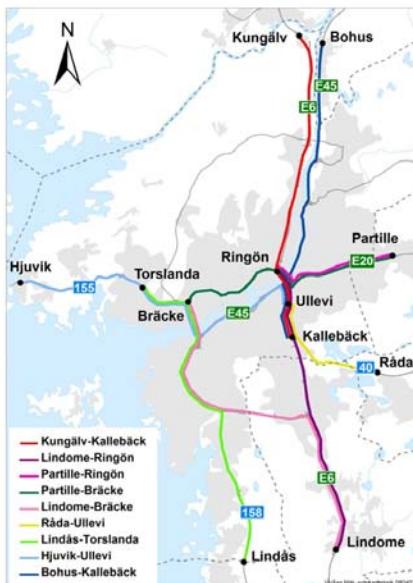 N
Kungälv
Bohus
E45
E6
Partille
Ringön
E20
Hjuvik
Torslanda
155
Ullevi
Bräcke
E45
Kallebäck
40
Råda
Kungälv-Kallebäck
Lindome-Ringön
Partille-Ringön
Partille-Bräcke
Lindome-Bräcke
Råda-Ullevi
Lindås-Torslanda
Hjuvik-Ullevi
Bohus-Kallebäck
E6
158
Lindås
Lindome